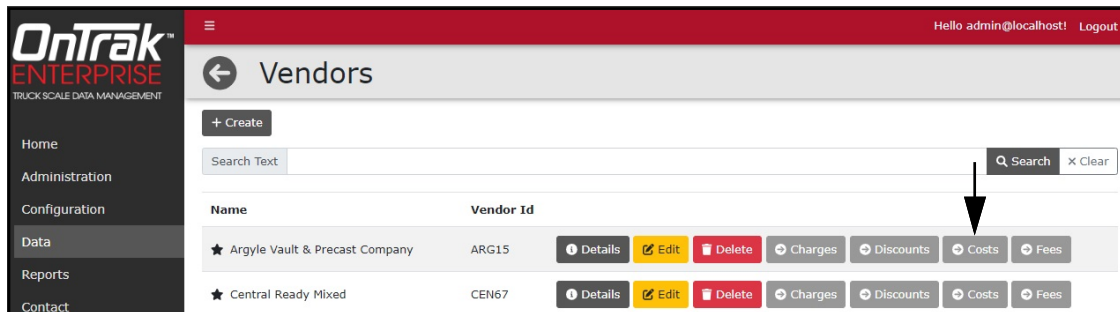 OnTrak™
ENTERPRISE
TRUCK SCALE DATA MANAGEMENT
Home
Administration
Configuration
Data
Reports
Contact
Hello admin@localhost! Logout
Vendors
+ Create
Search Text Search × Clear
Name Vendor Id
Argyle Vault & Precast Company ARG15 Details Edit Delete Charges Discounts Costs Fees
Central Ready Mixed CEN67 Details Edit Delete Charges Discounts Costs Fees